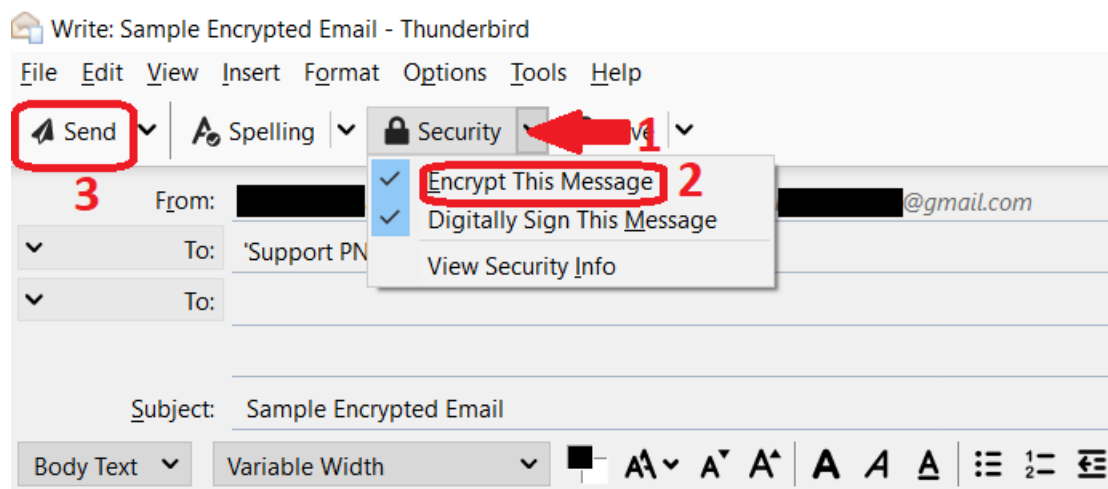 Write: Sample Encrypted Email - Thunderbird
File Edit View Insert Format Options Tools Help
Send Spelling Security 1
3 Encrypt This Message 2
From: @gmail.com
Digitally Sign This Message
To: 'Support PN
View Security Info
To:
Subject: Sample Encrypted Email
Body Text Variable Width